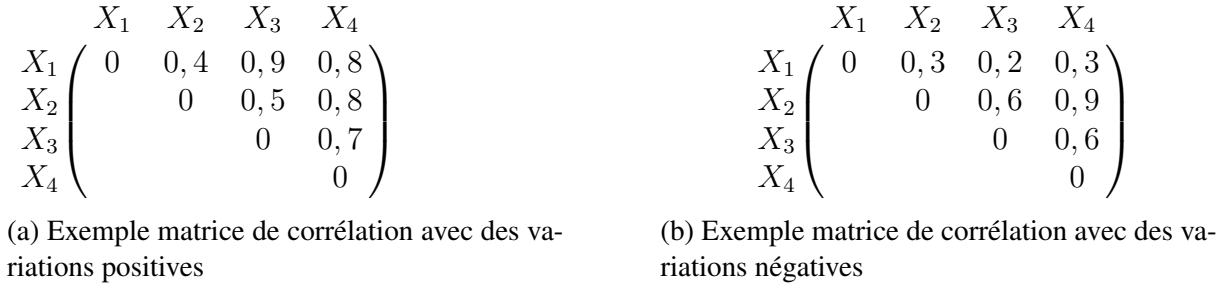 X1 X2 X3 X4
X1 0 0,4 0,9 0,8
X2 0 0,5 0,8
X3 0 0,7
X4 0
(a) Exemple matrice de corrélation avec des va-
riations positives
X1 X2 X3 X4
X1 0 0,3 0,2 0,3
X2 0 0,6 0,9
X3 0 0,6
X4 0
(b) Exemple matrice de corrélation avec des va-
riations négatives